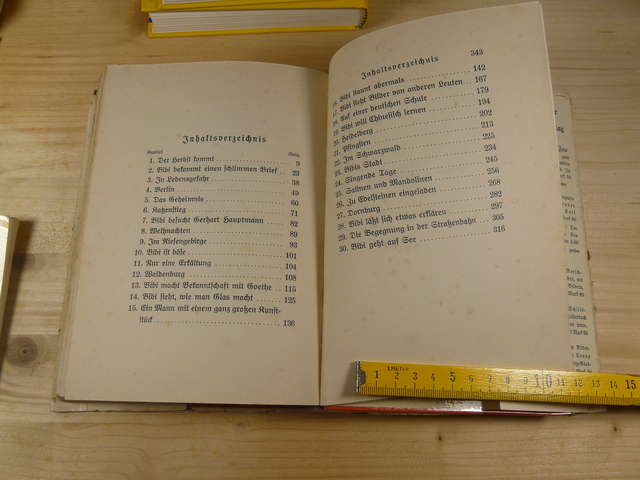 Inhaltsverzeichnis
Kapitel Seite
1. Der Herbst kommt 9
2. Bibi bekommt einen schlimmen Brief 23
3. In Lebensgefahr 38
4. Berlin 49
5. Das Geheimnis 60
6. Katzenstieg 71
7. Bibi besucht Gerhart Hauptmann 82
8. Weihnachten 89
9. Im Riesengebirge 93
10. Bibi ist böse 101
11. Nur eine Erkältung 104
12. Waldenburg 108
13. Bibi macht Bekanntschaft mit Goethe 115
14. Bibi sieht, wie man Glas macht 125
15. Ein Mann mit einem ganz großen Kunst-
stück 136
Inhaltsverzeichnis 343
16. Bibi staunt abermals 142
17. Bibi sieht Bilder von anderen Leuten 167
18. Auf einer deutschen Schule 179
19. Bibi will Chinesisch lernen 194
20. Heidelberg 202
21. Pfingsten 213
22. Im Schwarzwald 225
23. Bibis Stadt 234
24. Singende Tage 245
25. Salinen und Mandolinen 256
26. Zu Edelsteinen eingeladen 268
27. Dornburg 282
28. Bibi läßt sich etwas erklären 297
29. Die Begegnung in der Straßenbahn 305
30. Bibi geht auf See 316
1 2 3 4 5 6 7 8 9 10 11 12 13 14 15